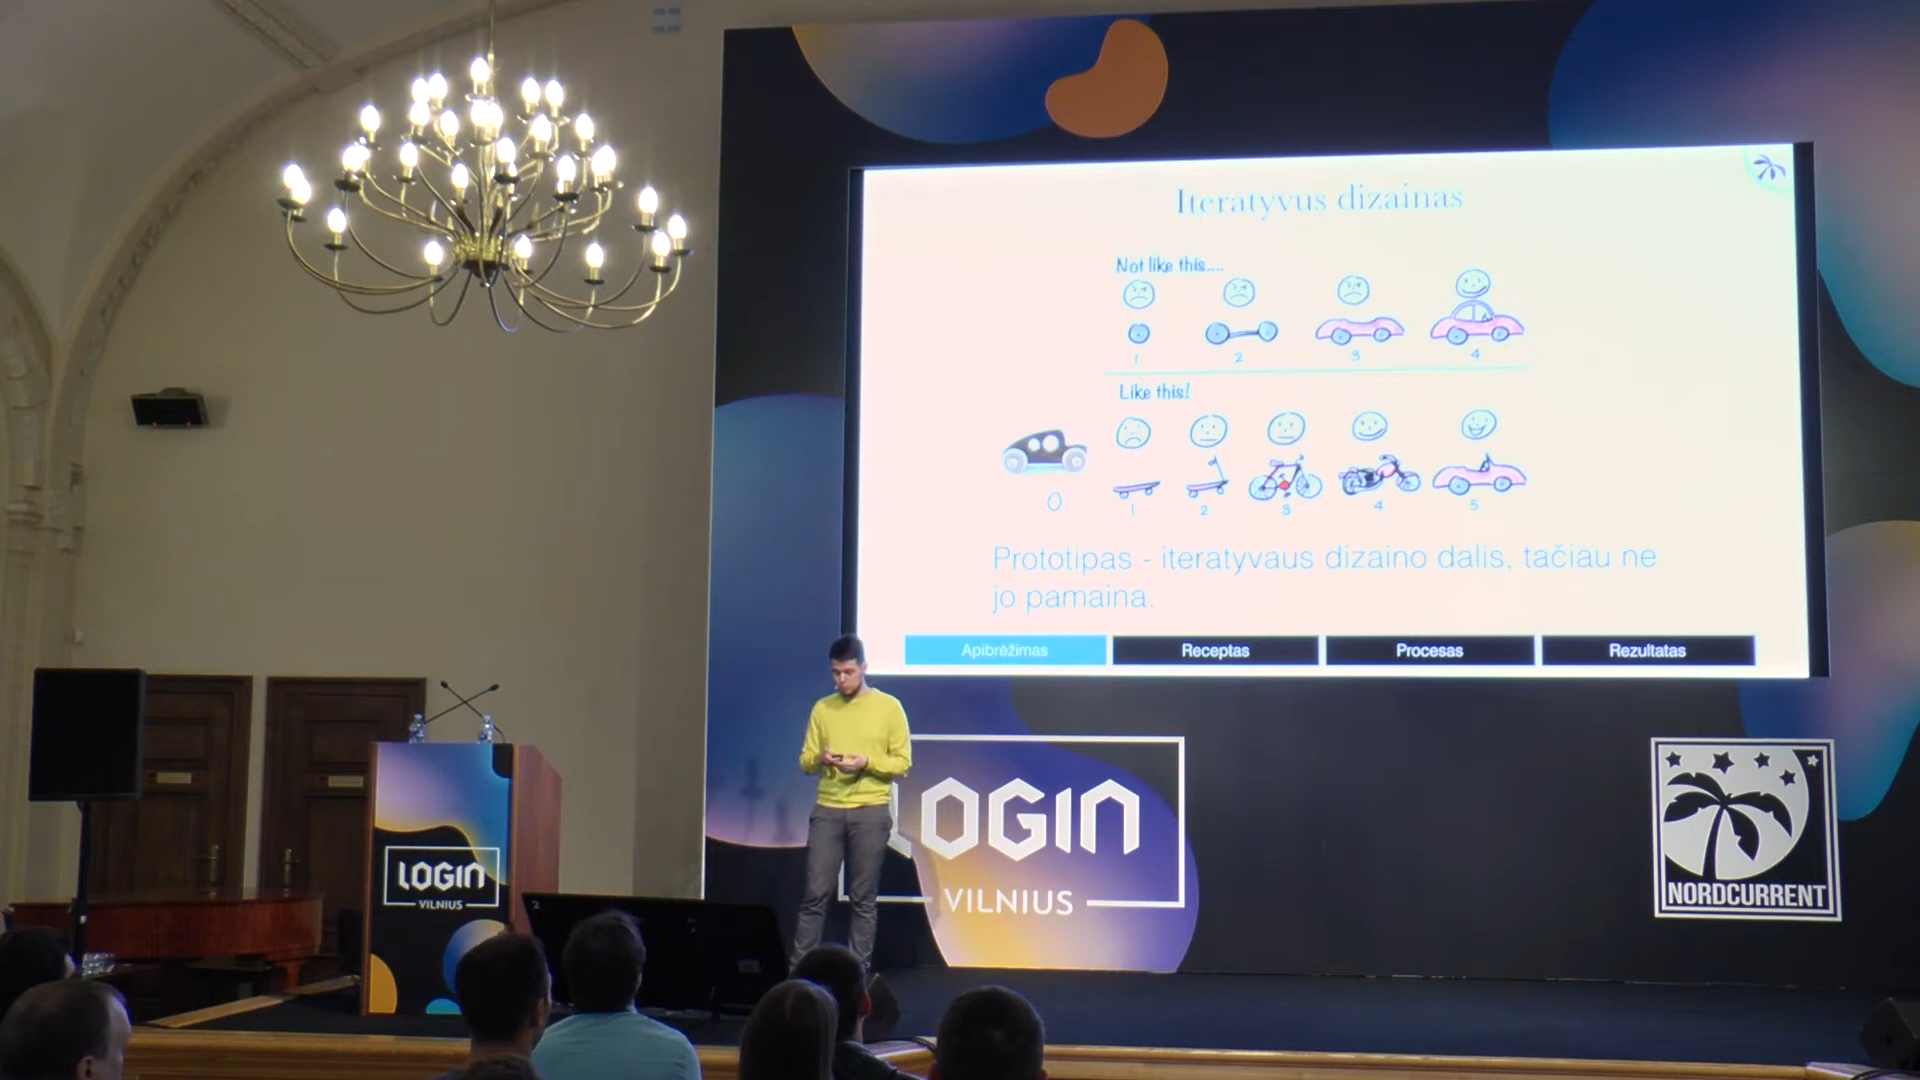 Iteratyvus dizainas
Not like this....
1 2 3 4
Like this!
0 1 2 3 4 5
Prototipas - iteratyvaus dizaino dalis, tačiau ne
jo pamaina.
Apibrėžimas Receptas Procesas Rezultatas
LOGIN
VILNIUS
LOGIN
VILNIUS
NORDCURRENT
2